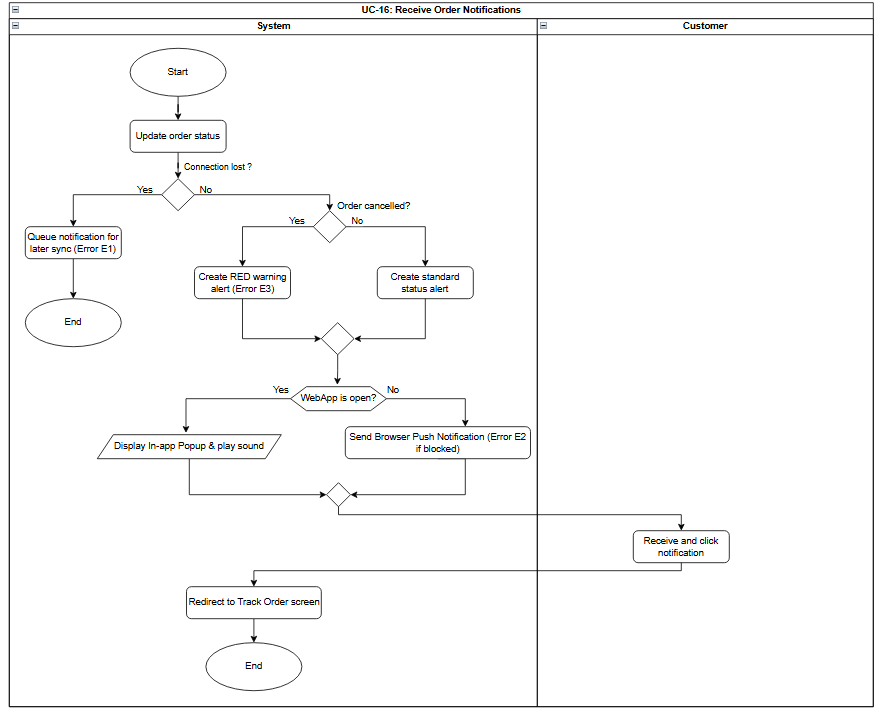 UC-16: Receive Order Notifications
System
Customer
Start
Update order status
Connection lost ?
Yes
No
Order cancelled?
Yes
No
Queue notification for
later sync (Error E1)
Create RED warning
alert (Error E3)
Create standard
status alert
End
Yes
WebApp is open?
No
Display In-app Popup & play sound
Send Browser Push Notification (Error E2
if blocked)
Receive and click
notification
Redirect to Track Order screen
End